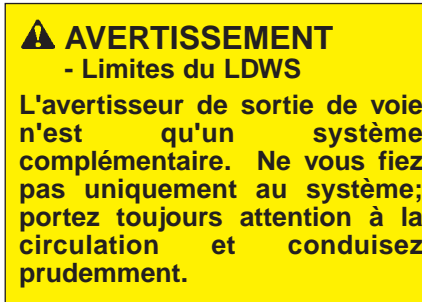 AVERTISSEMENT
- Limites du LDWS
L'avertisseur de sortie de voie
n'est qu'un système
complémentaire. Ne vous fiez
pas uniquement au système;
portez toujours attention à la
circulation et conduisez
prudemment.